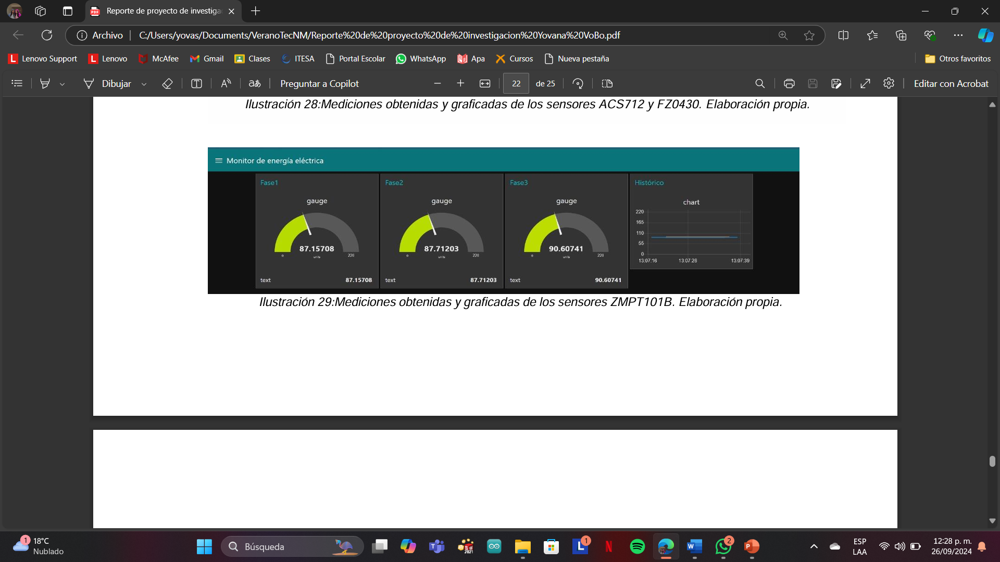 Reporte de proyecto de investiga
Archivo
C:/Users/yovas/Documents/VeranoTecNM/Reporte%20de%20proyecto%20de%20investigacion%20Yovana%20VoBo.pdf
Lenovo Support
Lenovo
McAfee
Gmail
Clases
ITESA
Portal Escolar
WhatsApp
Apa
Cursos
Nueva pestaña
Otros favoritos
Dibujar
Preguntar a Copilot
22
de 25
Editar con Acrobat
Ilustración 28:Mediciones obtenidas y graficadas de los sensores ACS712 y FZ0430. Elaboración propia.
Monitor de energía eléctrica
Fase1
gauge
87.15708
units
0
220
text
87.15708
Fase2
gauge
87.71203
units
0
220
text
87.71203
Fase3
gauge
90.60741
units
0
220
text
90.60741
Histórico
chart
220
165
110
55
0
13:07:16
13:07:26
13:07:39
Ilustración 29:Mediciones obtenidas y graficadas de los sensores ZMPT101B. Elaboración propia.
1
18°C
Nublado
Búsqueda
1
2
ESP
LAA
12:28 p. m.
26/09/2024